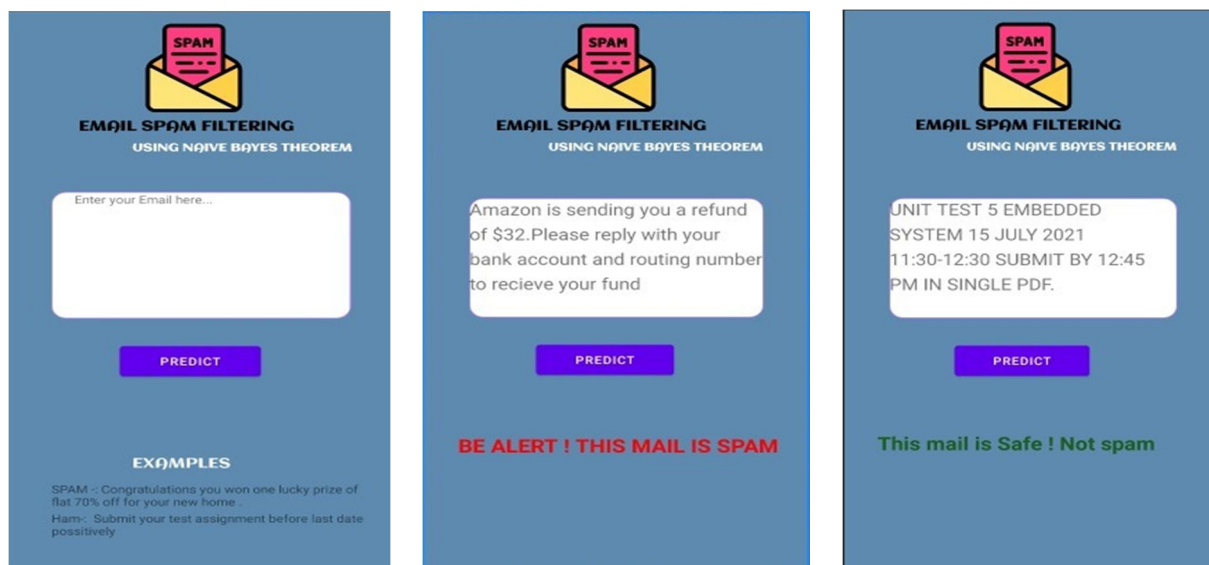 SPAM
EMAIL SPAM FILTERING
USING NAIVE BAYES THEOREM
Enter your Email here...
PREDICT
EXAMPLES
SPAM -: Congratulations you won one lucky prize of
flat 70% off for your new home .
Ham-: Submit your test assignment before last date
possitively
SPAM
EMAIL SPAM FILTERING
USING NAIVE BAYES THEOREM
Amazon is sending you a refund
of $32.Please reply with your
bank account and routing number
to recieve your fund
PREDICT
BE ALERT ! THIS MAIL IS SPAM
SPAM
EMAIL SPAM FILTERING
USING NAIVE BAYES THEOREM
UNIT TEST 5 EMBEDDED
SYSTEM 15 JULY 2021
11:30-12:30 SUBMIT BY 12:45
PM IN SINGLE PDF.
PREDICT
This mail is Safe ! Not spam